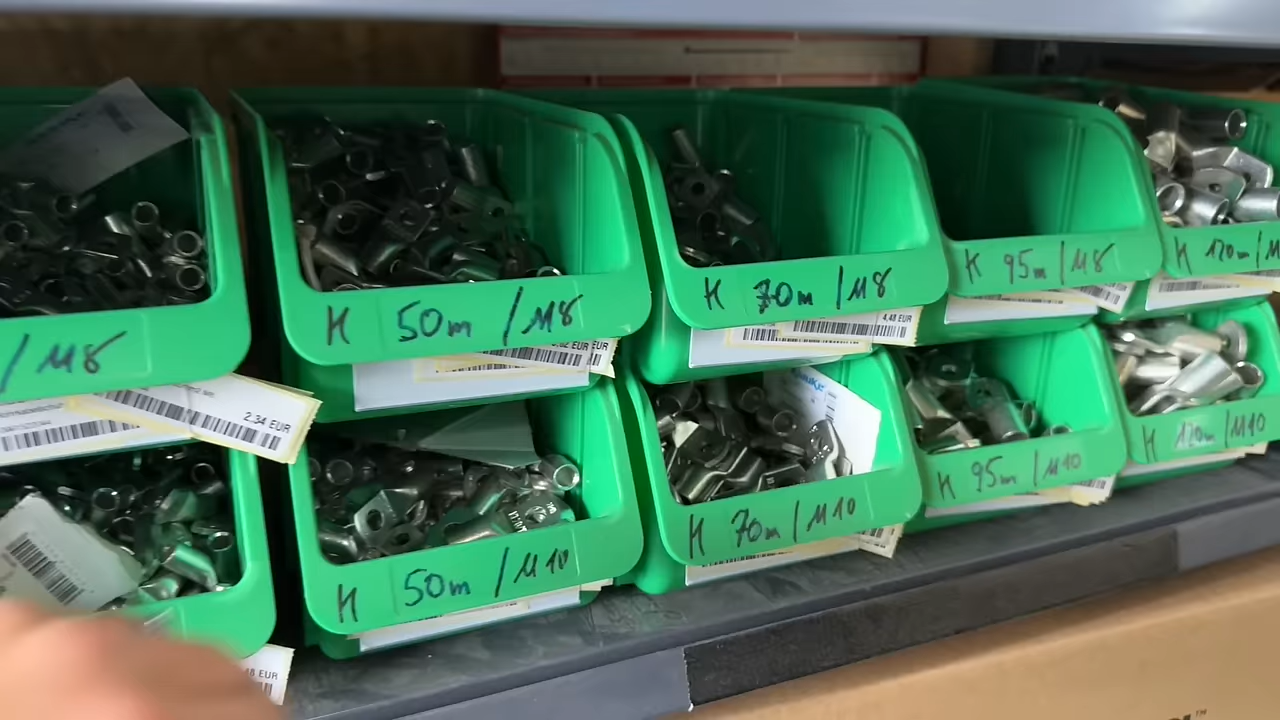 /M8
K 50m /M8
K 70m /M8
K 95m /M8
K 120m /M
2.34 EUR
EUR
4,48 EUR
K 50m /M10
K 70m /M10
K 95m /M10
K 120m /M10
EUR